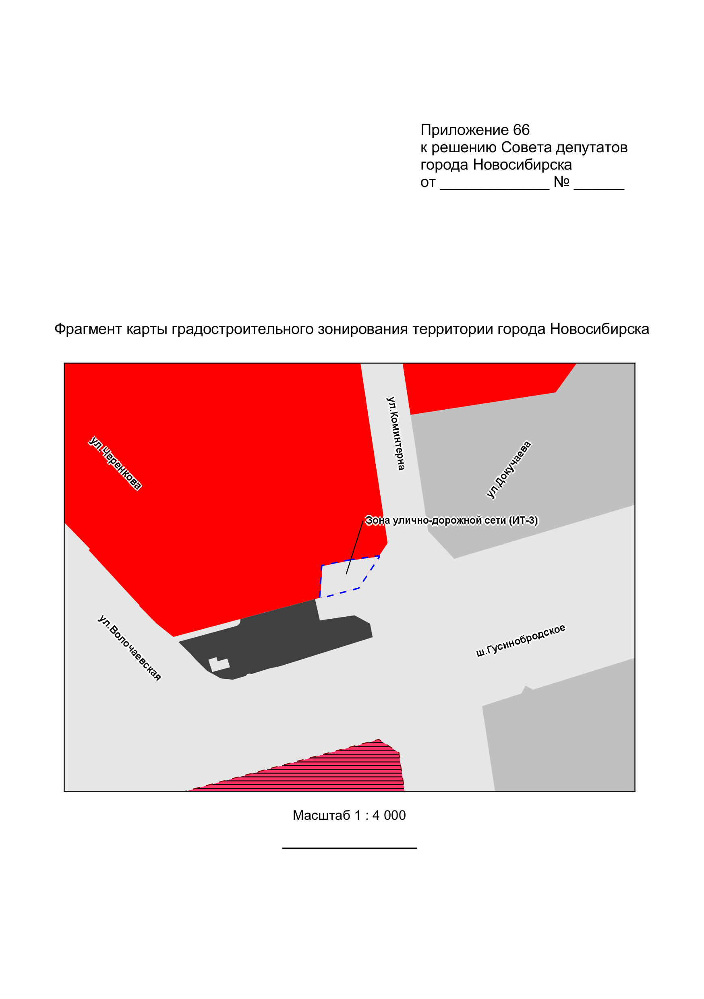 Приложение 66
к решению Совета депутатов
города Новосибирска
от _____________ № ______
Фрагмент карты градостроительного зонирования территории города Новосибирска
ул.Коминтерна
ул.Черенкова
ул.Докучаева
Зона улично-дорожной сети (ИТ-3)
ул.Волочаевская
ш.Гусинобродское
Масштаб 1 : 4 000